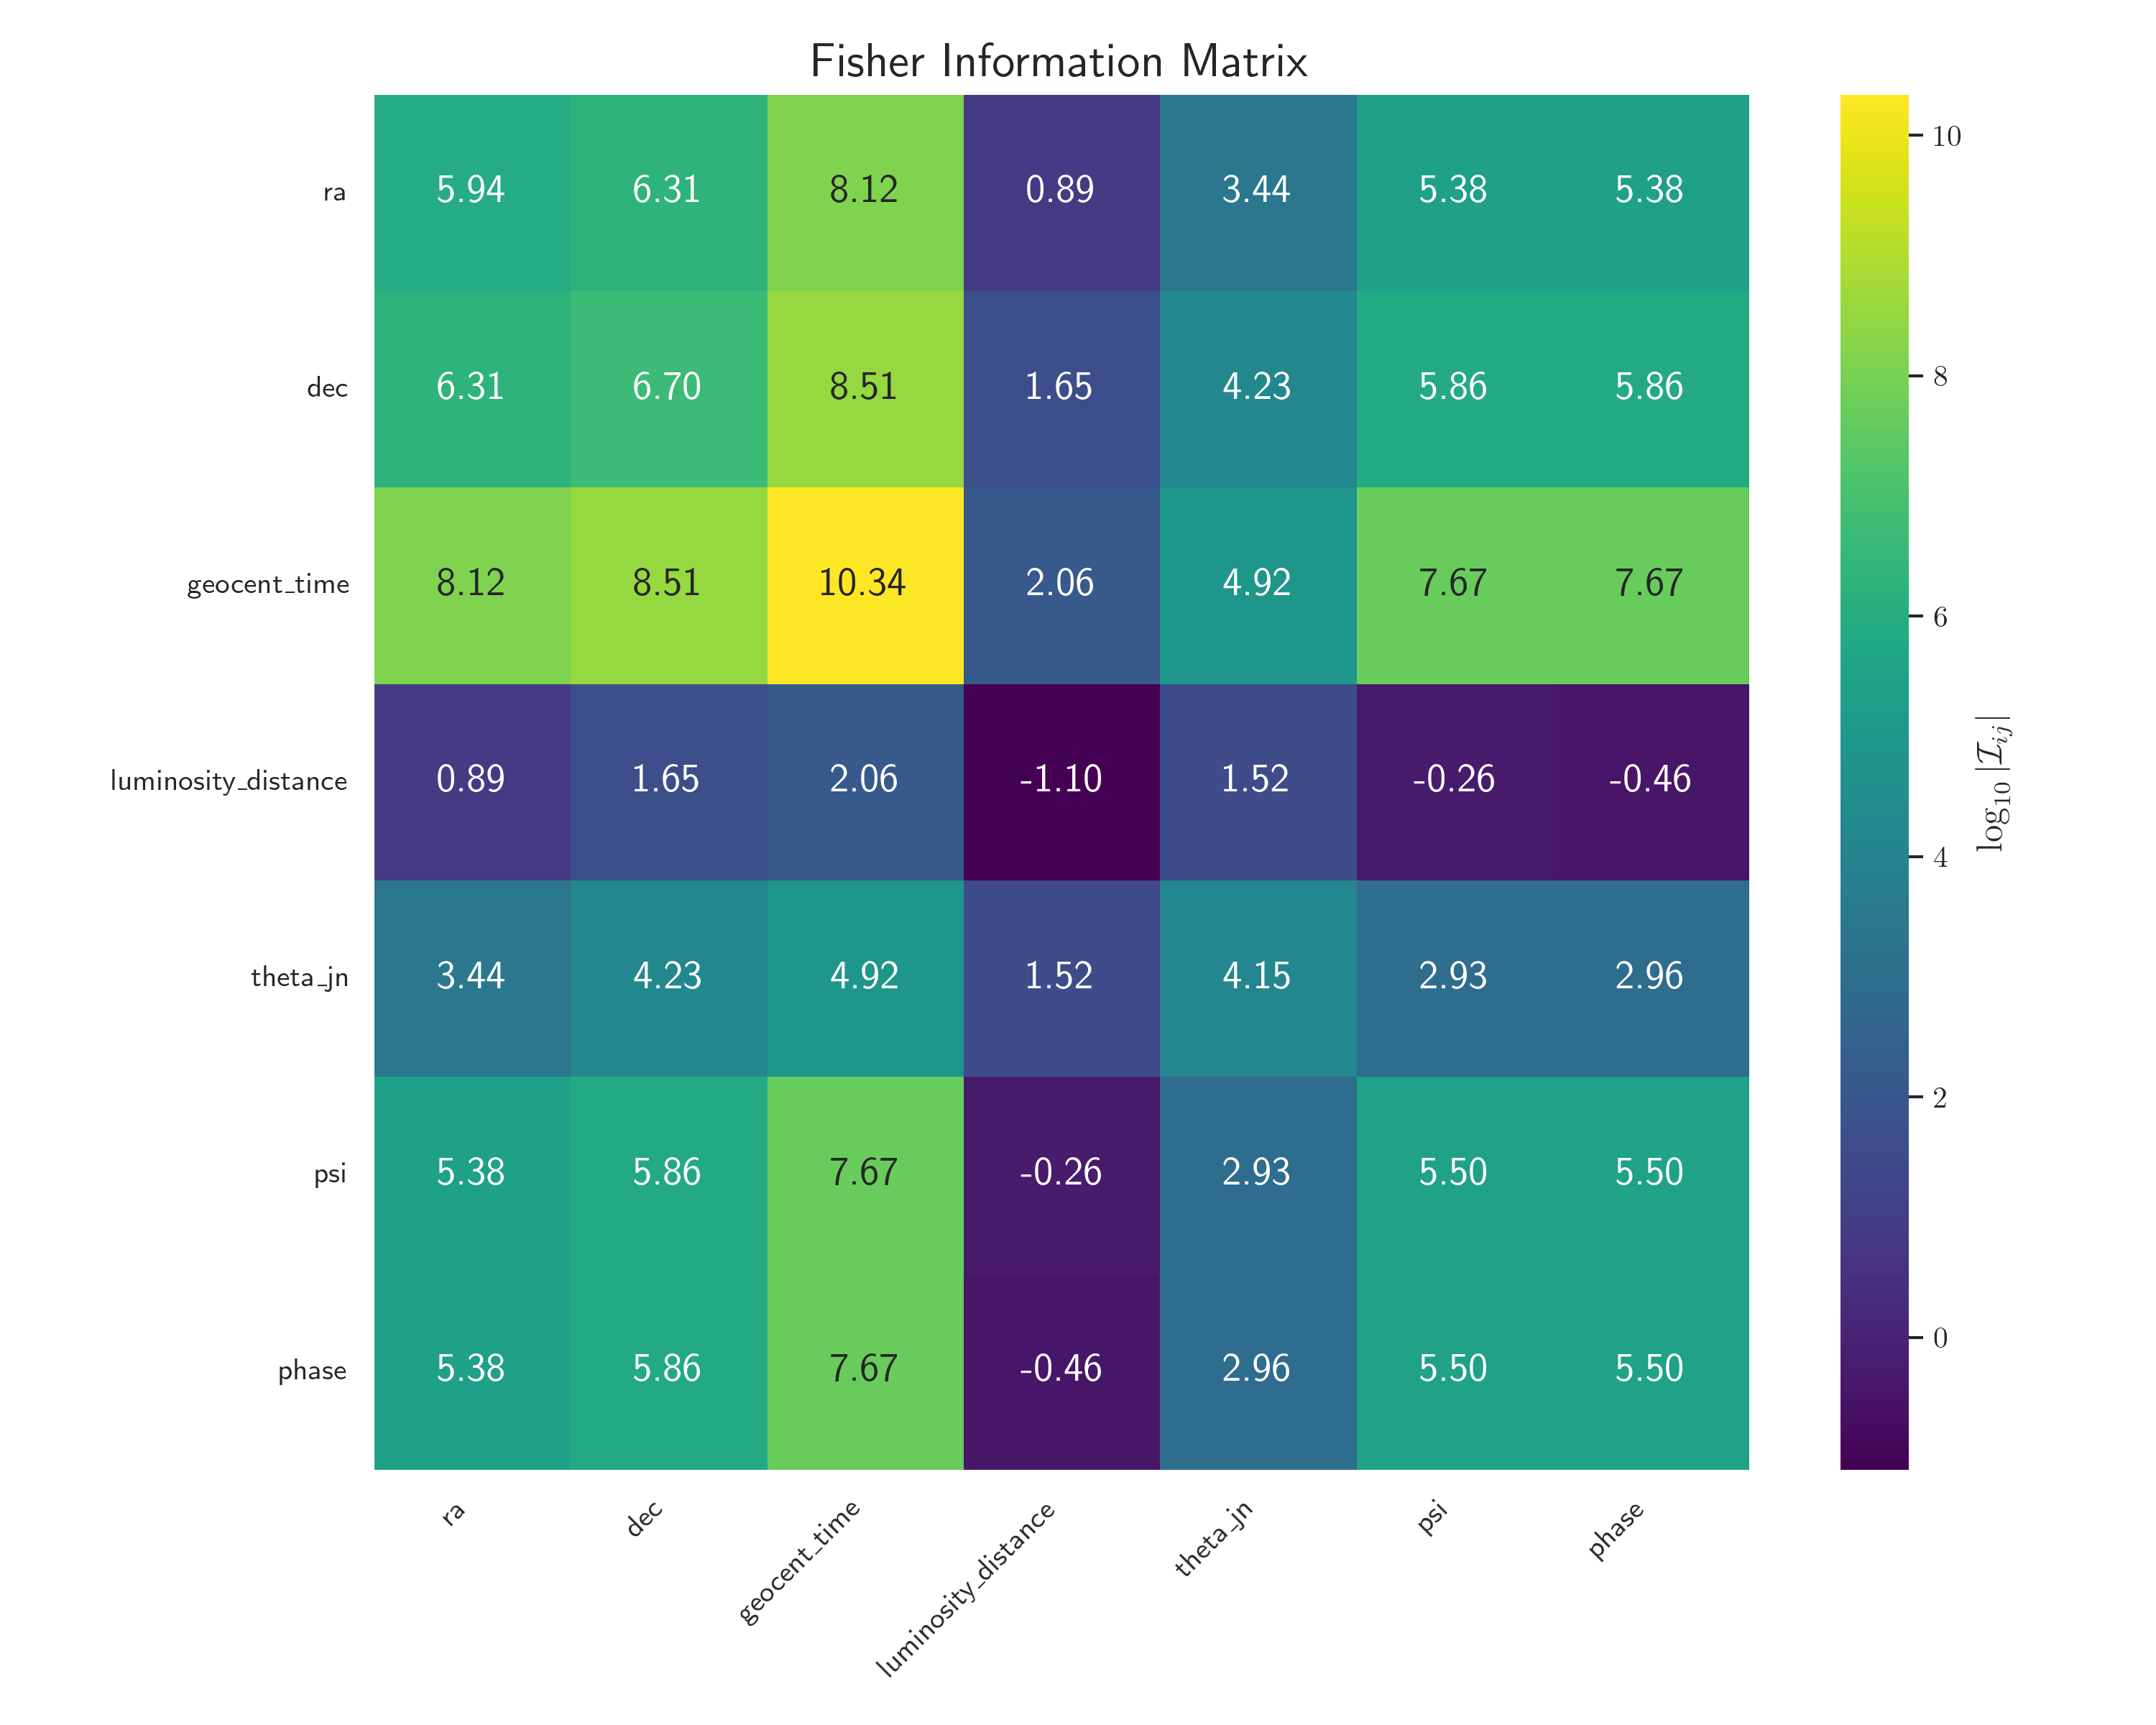 Fisher Information Matrix
ra 5.94 6.31 8.12 0.89 3.44 5.38 5.38
dec 6.31 6.70 8.51 1.65 4.23 5.86 5.86
geocent_time 8.12 8.51 10.34 2.06 4.92 7.67 7.67
luminosity_distance 0.89 1.65 2.06 -1.10 1.52 -0.26 -0.46
theta_jn 3.44 4.23 4.92 1.52 4.15 2.93 2.96
psi 5.38 5.86 7.67 -0.26 2.93 5.50 5.50
phase 5.38 5.86 7.67 -0.46 2.96 5.50 5.50
ra dec geocent_time luminosity_distance theta_jn psi phase
10
8
6
4
2
0
log₁₀ |ℐᵢⱼ|